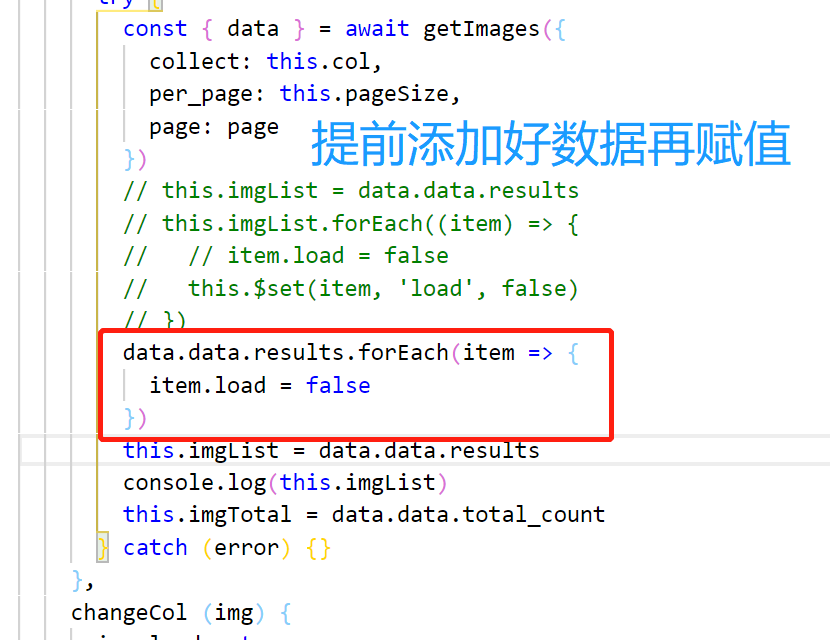 try {
const { data } = await getImages({
collect: this.col,
per_page: this.pageSize,
page: page
提前添加好数据再赋值
})
// this.imgList = data.data.results
// this.imgList.forEach((item) => {
//   // item.load = false
//   this.$set(item, 'load', false)
// })
data.data.results.forEach(item => {
item.load = false
})
this.imgList = data.data.results
console.log(this.imgList)
this.imgTotal = data.data.total_count
} catch (error) {}
},
changeCol (img) {